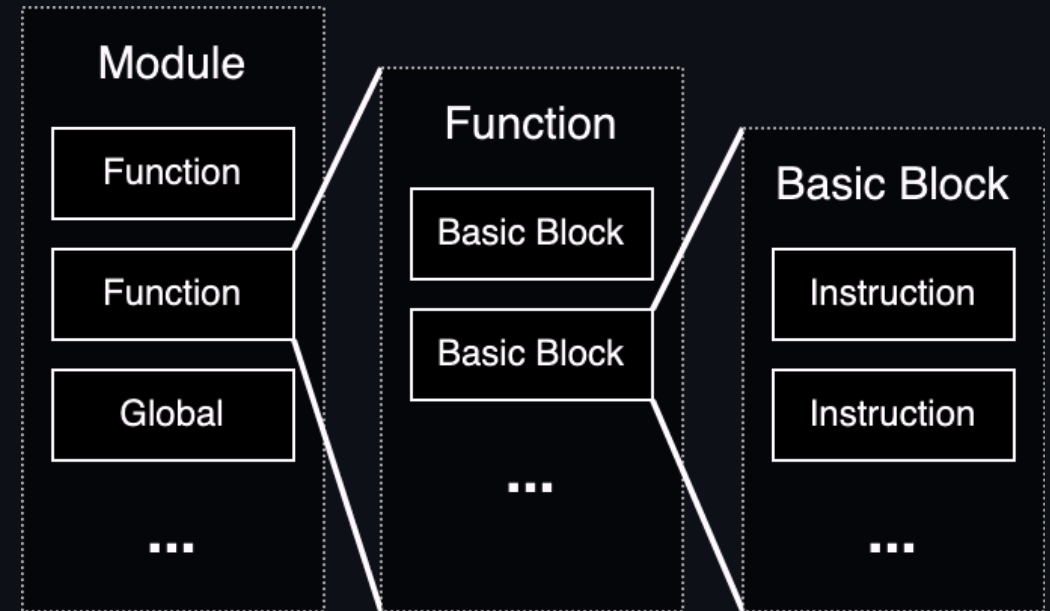 Module
Function
Function
Global
...
Function
Basic Block
Basic Block
...
Basic Block
Instruction
Instruction
...